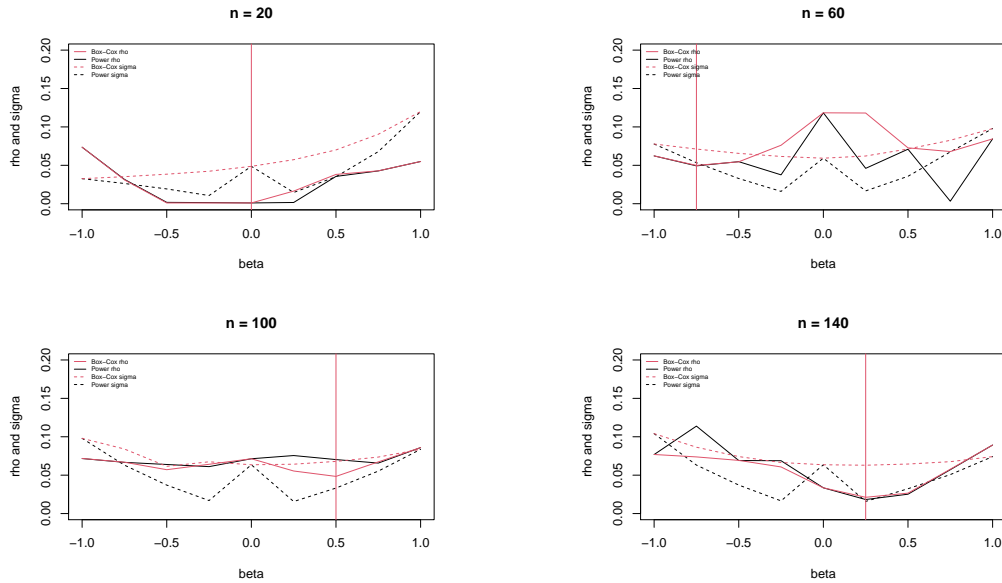 n = 20
rho and sigma
0.20
0.15
0.10
0.05
0.00
Box−Cox rho
Power rho
Box−Cox sigma
Power sigma
−1.0 −0.5 0.0 0.5 1.0
beta
n = 60
rho and sigma
0.20
0.15
0.10
0.05
0.00
Box−Cox rho
Power rho
Box−Cox sigma
Power sigma
−1.0 −0.5 0.0 0.5 1.0
beta
n = 100
rho and sigma
0.20
0.15
0.10
0.05
0.00
Box−Cox rho
Power rho
Box−Cox sigma
Power sigma
−1.0 −0.5 0.0 0.5 1.0
beta
n = 140
rho and sigma
0.20
0.15
0.10
0.05
0.00
Box−Cox rho
Power rho
Box−Cox sigma
Power sigma
−1.0 −0.5 0.0 0.5 1.0
beta